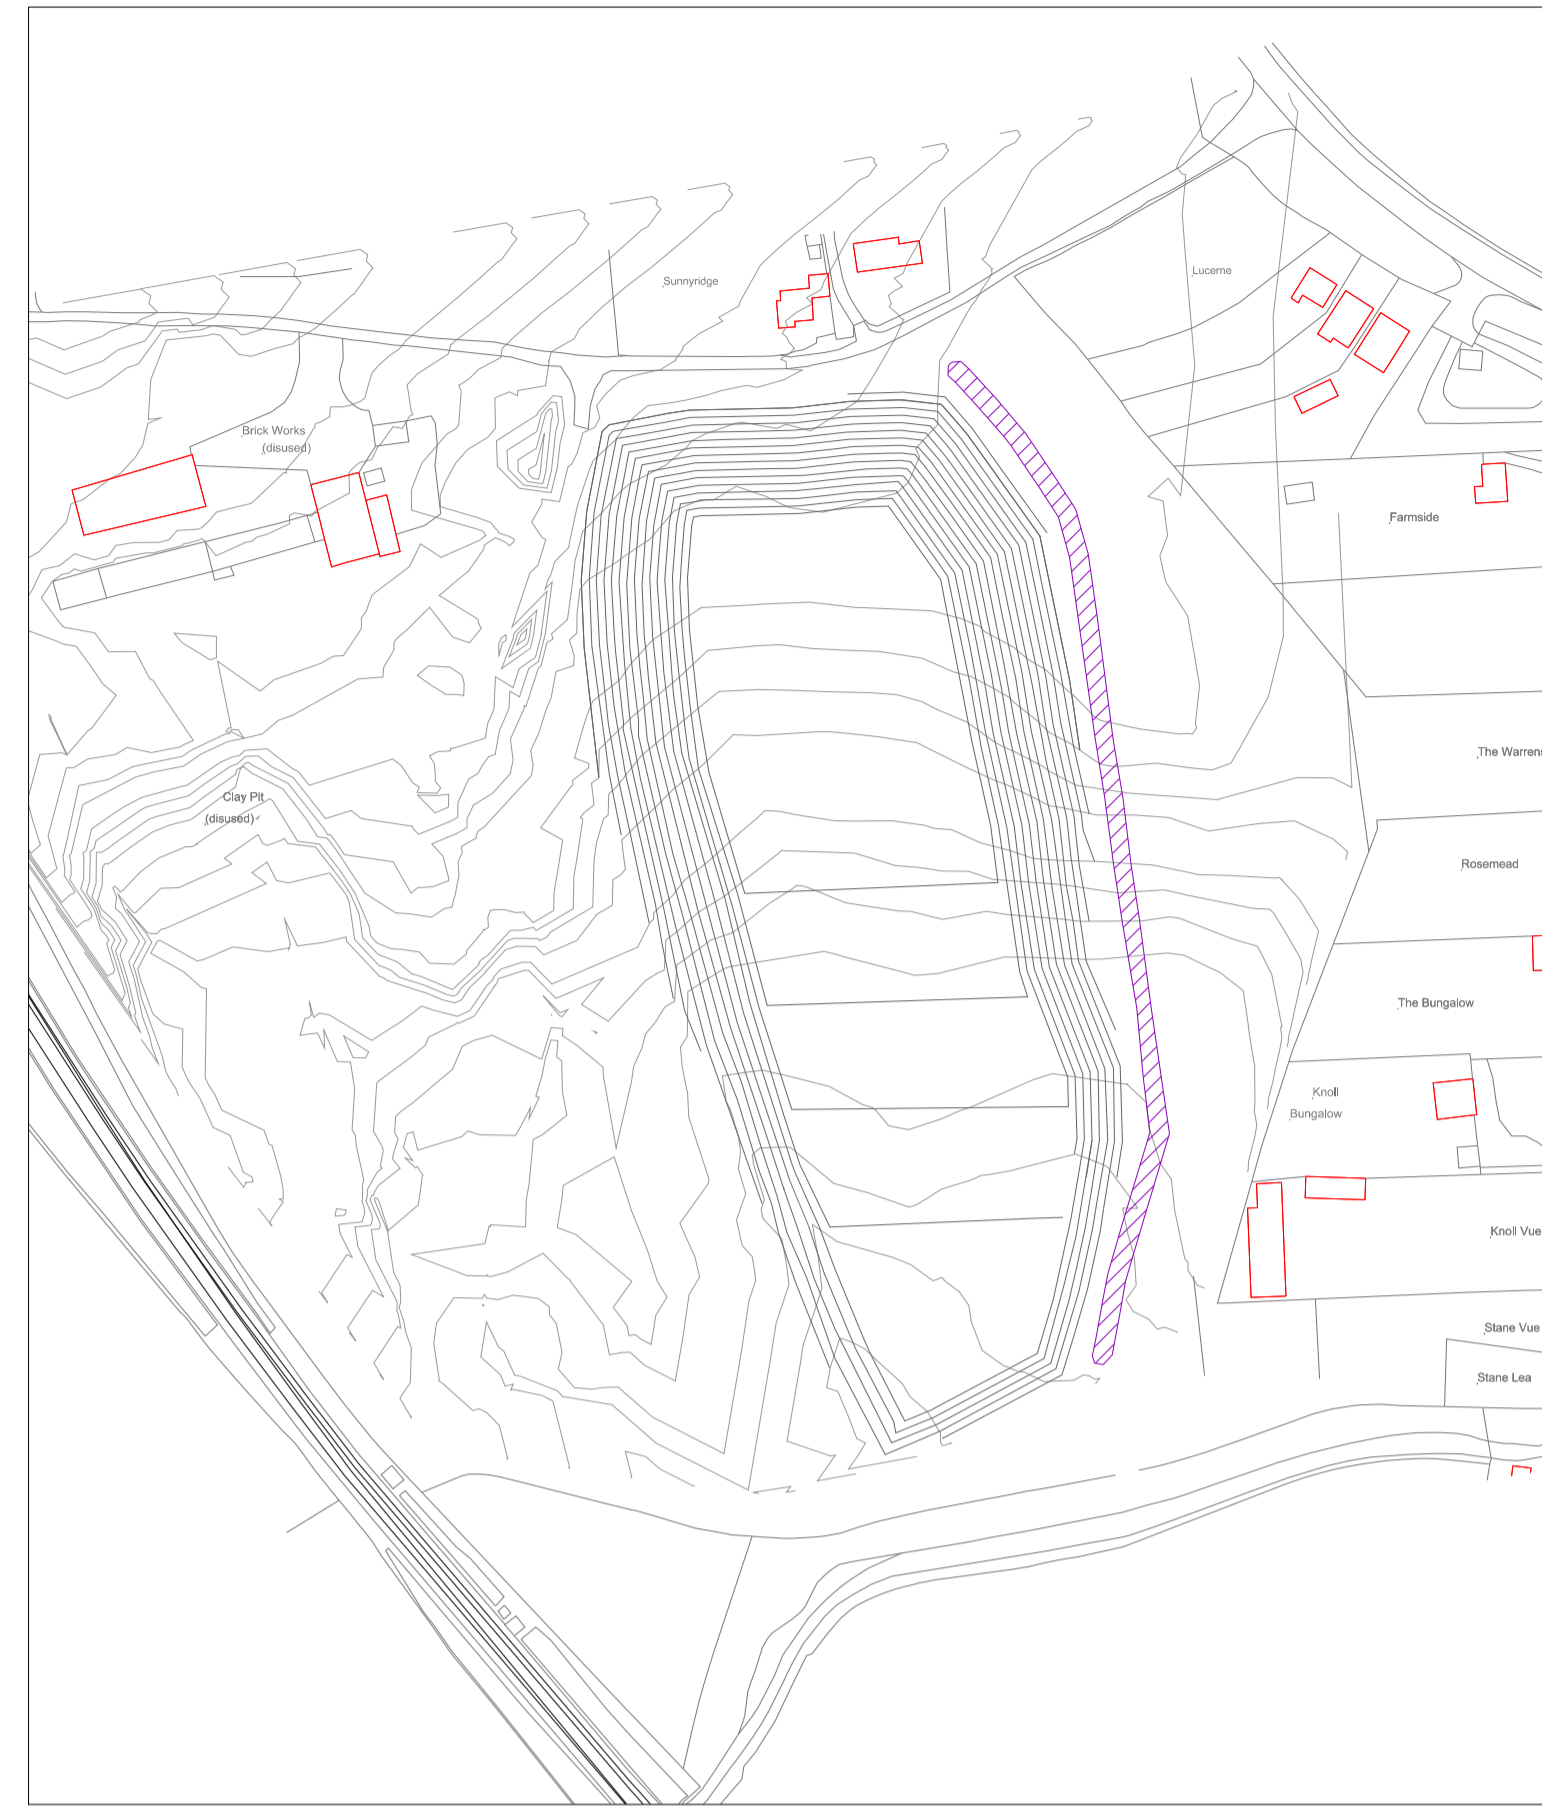 Sunnyridge
Lucerne
Brick Works
(disused)
Farmside
The Warrens
Clay Pit
(disused)
Rosemead
The Bungalow
Knoll
Bungalow
Knoll Vue
Stane Vue
Stane Lea